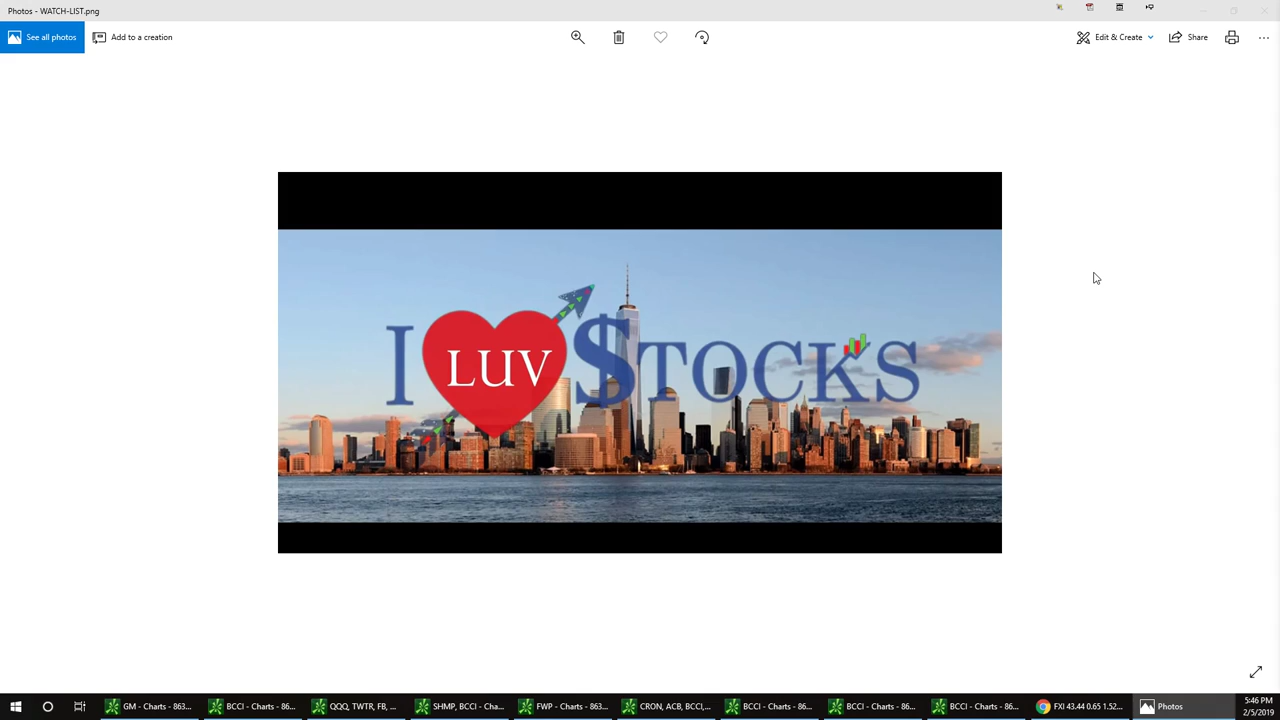 Photos - WATCH-LIST.png
See all photos
Add to a creation
Edit & Create
Share
I LUV $TOCKS
GM - Charts - 863...
BCCI - Charts - 86...
QQQ, TWTR, FB, ...
SHMP, BCCI - Cha...
FWP - Charts - 863...
CRON, ACB, BCCI,...
BCCI - Charts - 86...
BCCI - Charts - 86...
BCCI - Charts - 86...
FXI 43.44 0.65 1.52...
Photos
5:46 PM
2/5/2019